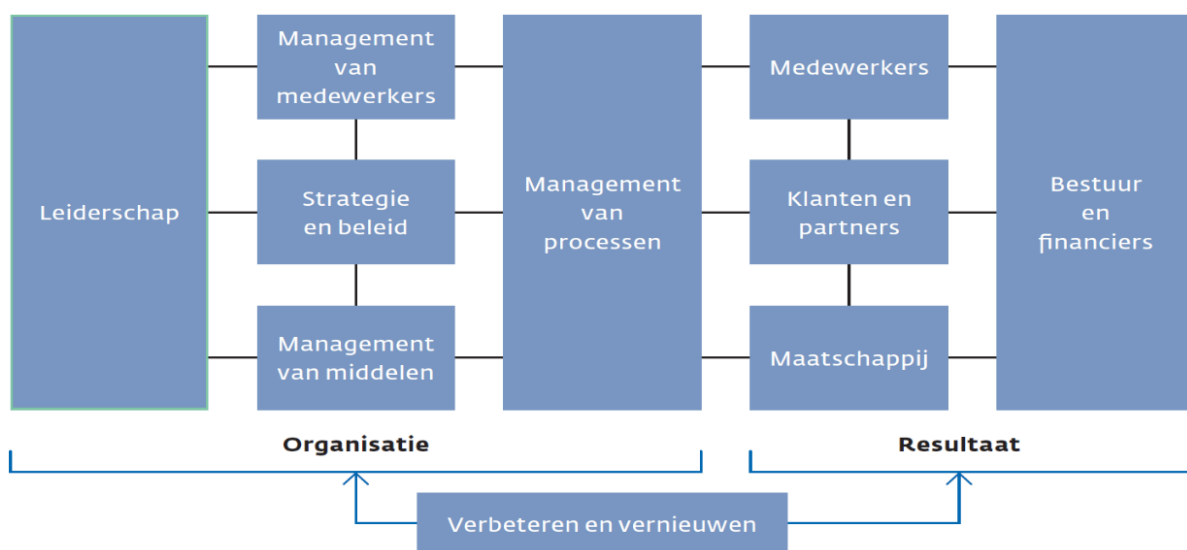 Leiderschap
Management
van
medewerkers
Strategie
en beleid
Management
van middelen
Management
van
processen
Medewerkers
Klanten en
partners
Maatschappij
Bestuur
en
financiers
Organisatie
Resultaat
Verbeteren en vernieuwen